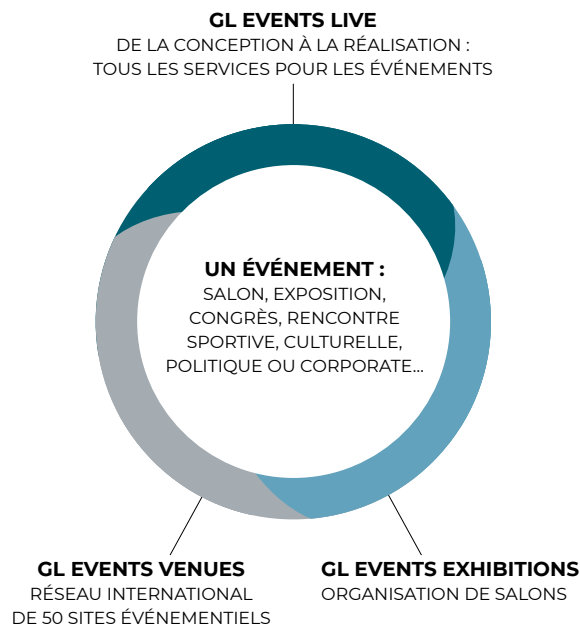 GL EVENTS LIVE
DE LA CONCEPTION À LA RÉALISATION :
TOUS LES SERVICES POUR LES ÉVÉNEMENTS
UN ÉVÉNEMENT :
SALON, EXPOSITION,
CONGRÈS, RENCONTRE
SPORTIVE, CULTURELLE,
POLITIQUE OU CORPORATE...
GL EVENTS VENUES
RÉSEAU INTERNATIONAL
DE 50 SITES ÉVÉNEMENTIELS
GL EVENTS EXHIBITIONS
ORGANISATION DE SALONS